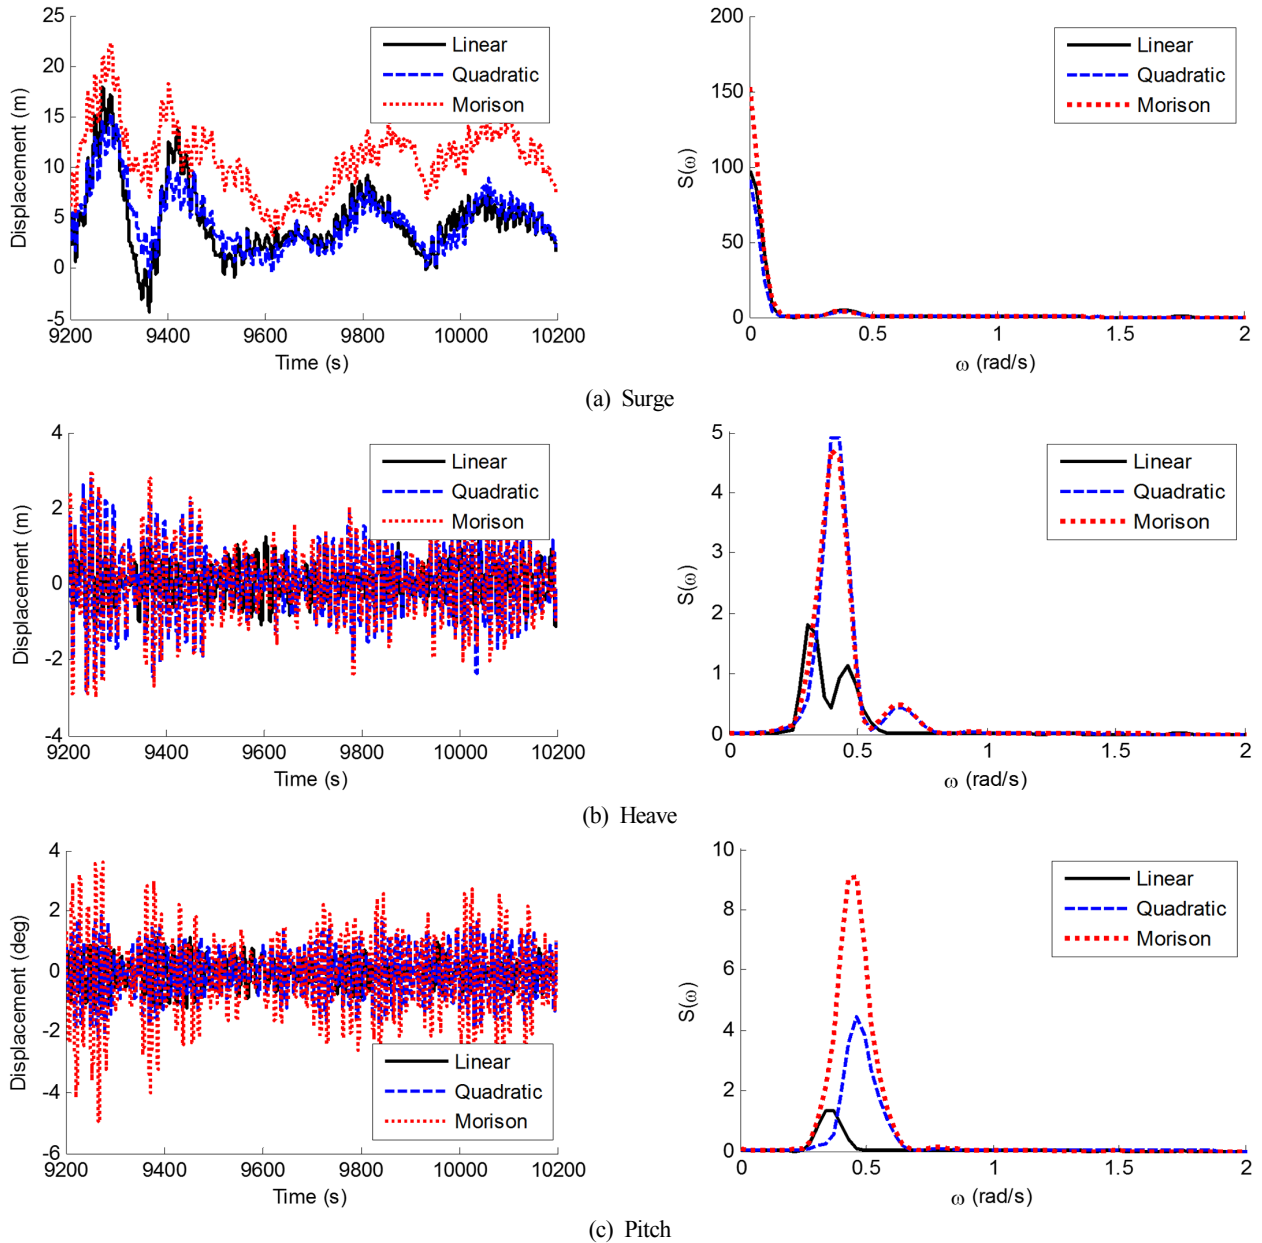 25
20
15
10
5
0
-5
Displacement (m)
9200 9400 9600 9800 10000 10200
Time (s)
Linear
Quadratic
Morison
200
150
100
50
0
S(ω)
0 0.5 1 1.5 2
ω (rad/s)
Linear
Quadratic
Morison
(a) Surge
4
2
0
-2
-4
Displacement (m)
9200 9400 9600 9800 10000 10200
Time (s)
Linear
Quadratic
Morison
5
4
3
2
1
0
S(ω)
0 0.5 1 1.5 2
ω (rad/s)
Linear
Quadratic
Morison
(b) Heave
4
2
0
-2
-4
-6
Displacement (deg)
9200 9400 9600 9800 10000 10200
Time (s)
Linear
Quadratic
Morison
10
8
6
4
2
0
S(ω)
0 0.5 1 1.5 2
ω (rad/s)
Linear
Quadratic
Morison
(c) Pitch